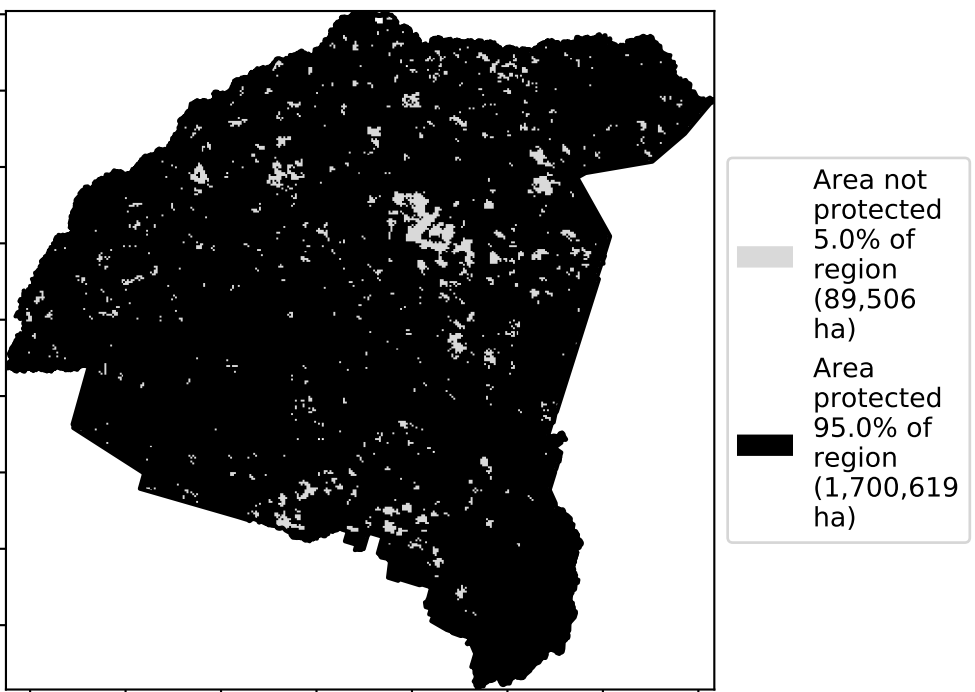 Area not
protected
5.0% of
region
(89,506
ha)
Area
protected
95.0% of
region
(1,700,619
ha)